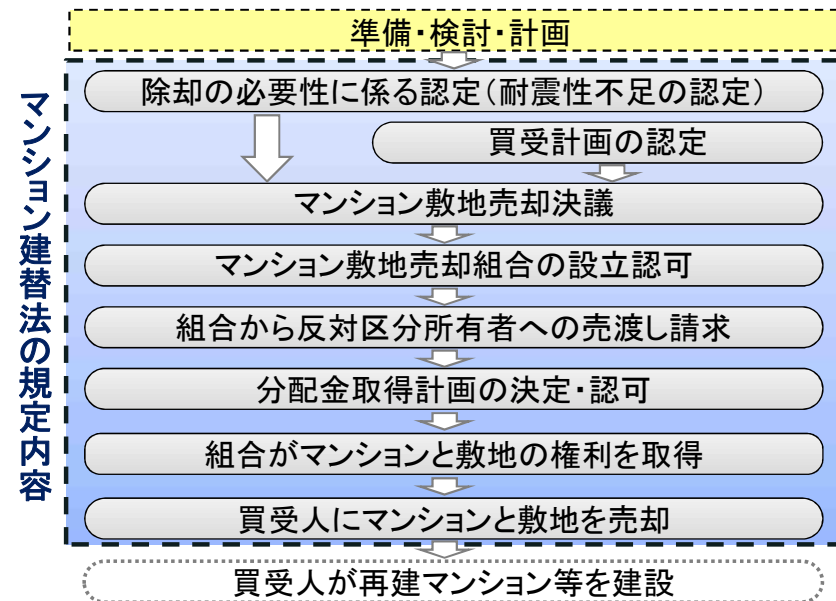 準備・検討・計画
マンション建替法の規定内容
除却の必要性に係る認定(耐震性不足の認定)
買受計画の認定
マンション敷地売却決議
マンション敷地売却組合の設立認可
組合から反対区分所有者への売渡し請求
分配金取得計画の決定・認可
組合がマンションと敷地の権利を取得
買受人にマンションと敷地を売却
買受人が再建マンション等を建設